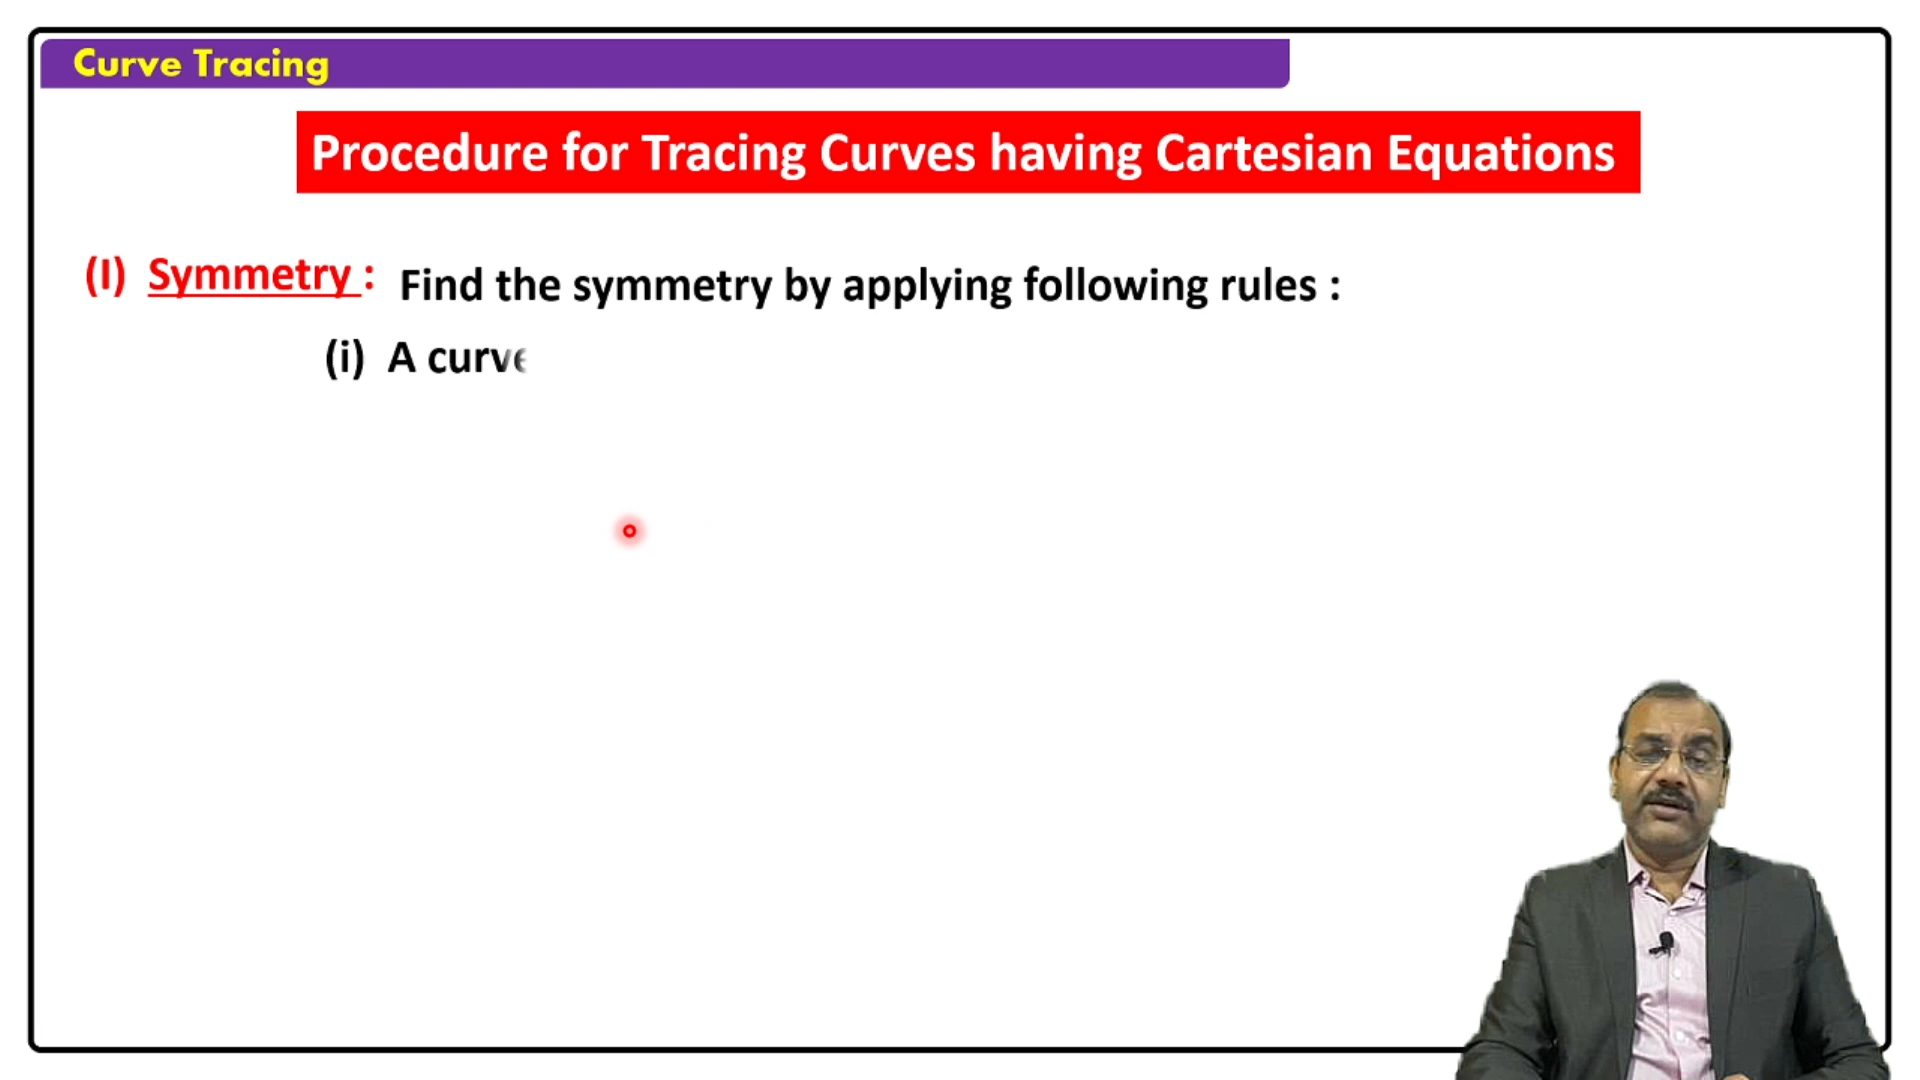 Curve Tracing
Procedure for Tracing Curves having Cartesian Equations
(I) Symmetry : Find the symmetry by applying following rules :
(i) A curve